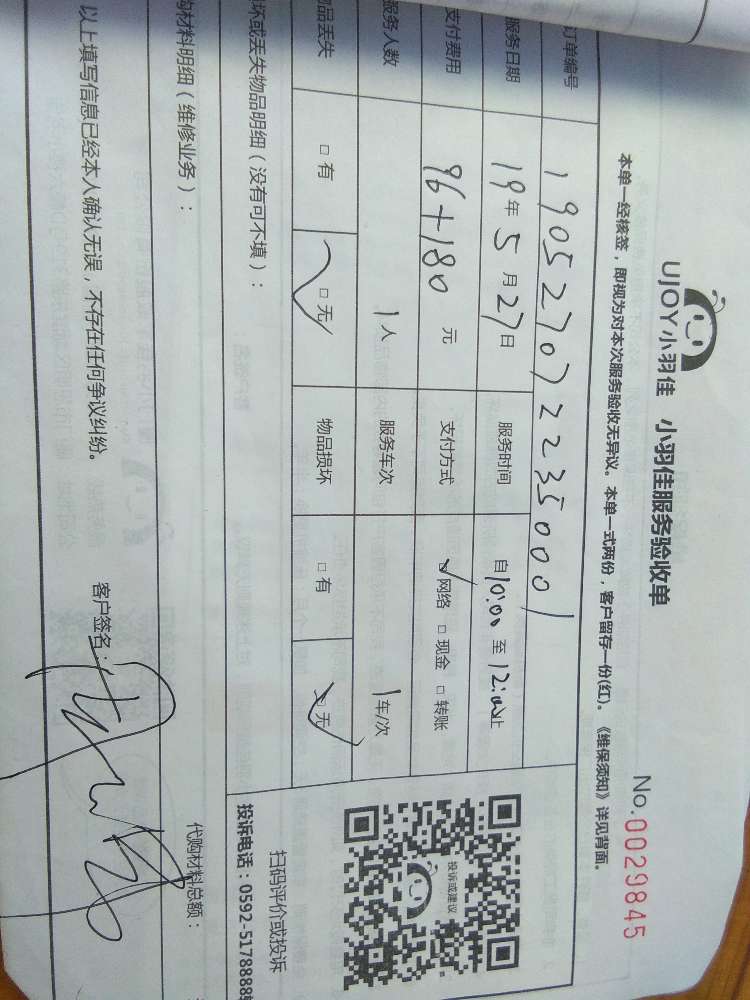 UJOY小羽佳 小羽佳服务验收单
No.0029845
本单一经核签，即视为对本次服务验收无异议。本单一式两份，客户留存一份(红)。《维保须知》详见背面。
订单编号 1905270722350001
服务日期 19年5月27日 服务时间 自10:00至12:00止
支付费用 96+180元 支付方式 ☑网络 □现金 □转账
服务人数 1人 服务车次 1车/次
物品丢失 □有 ☑无 物品损坏 □有 ☑无
坏或丢失物品明细（没有可不填）：
购材料明细（维修业务）：
代购材料总额：
以上填写信息已经本人确认无误，不存在任何争议纠纷。
客户签名：
投诉或建议
扫码评价或投诉
投诉电话：0592-5178888